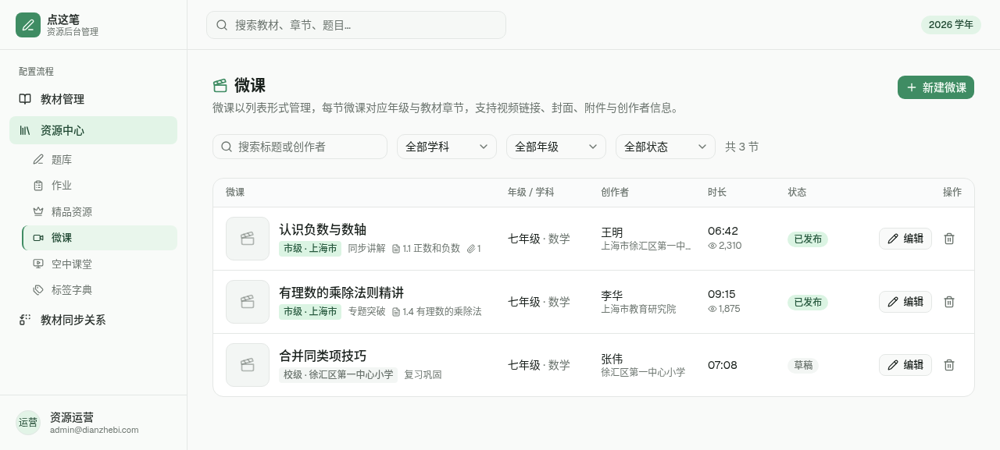 点这笔
资源后台管理
搜索教材、章节、题目…
2026 学年
配置流程
教材管理
资源中心
题库
作业
精品资源
微课
空中课堂
标签字典
教材同步关系
运营
资源运营
admin@dianzhebi.com
微课
微课以列表形式管理，每节微课对应年级与教材章节，支持视频链接、封面、附件与创作者信息。
新建微课
搜索标题或创作者
全部学科
全部年级
全部状态
共 3 节
微课 年级 / 学科 创作者 时长 状态 操作
认识负数与数轴
市级 · 上海市 同步讲解 1.1 正数和负数 1
七年级 · 数学
王明
上海市徐汇区第一中…
06:42
2,310
已发布
编辑
有理数的乘除法则精讲
市级 · 上海市 专题突破 1.4 有理数的乘除法
七年级 · 数学
李华
上海市教育研究院
09:15
1,875
已发布
编辑
合并同类项技巧
校级 · 徐汇区第一中心小学 复习巩固
七年级 · 数学
张伟
徐汇区第一中心小学
07:08
草稿
编辑